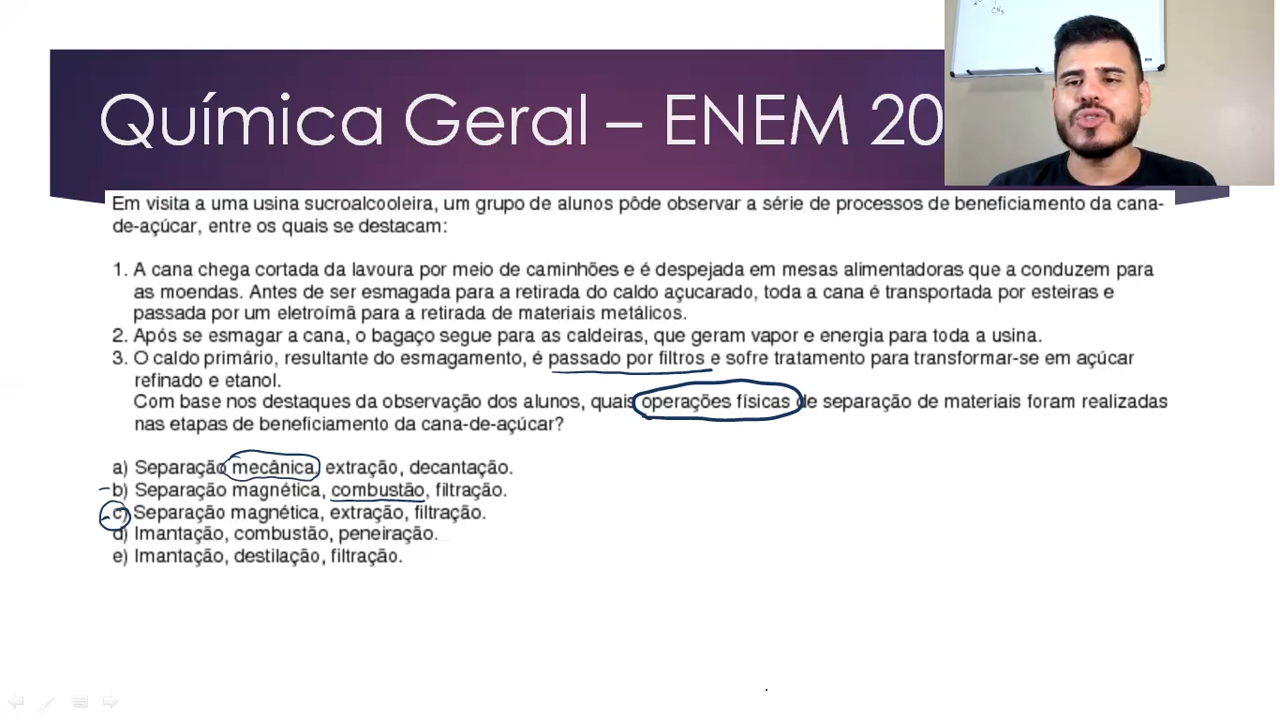 Química Geral – ENEM 20
Em visita a uma usina sucroalcooleira, um grupo de alunos pôde observar a série de processos de beneficiamento da cana-
de-açúcar, entre os quais se destacam:
1. A cana chega cortada da lavoura por meio de caminhões e é despejada em mesas alimentadoras que a conduzem para
as moendas. Antes de ser esmagada para a retirada do caldo açucarado, toda a cana é transportada por esteiras e
passada por um eletroímã para a retirada de materiais metálicos.
2. Após se esmagar a cana, o bagaço segue para as caldeiras, que geram vapor e energia para toda a usina.
3. O caldo primário, resultante do esmagamento, é passado por filtros e sofre tratamento para transformar-se em açúcar
refinado e etanol.
Com base nos destaques da observação dos alunos, quais operações físicas de separação de materiais foram realizadas
nas etapas de beneficiamento da cana-de-açúcar?
a) Separação mecânica, extração, decantação.
b) Separação magnética, combustão, filtração.
c) Separação magnética, extração, filtração.
d) Imantação, combustão, peneiração.
e) Imantação, destilação, filtração.